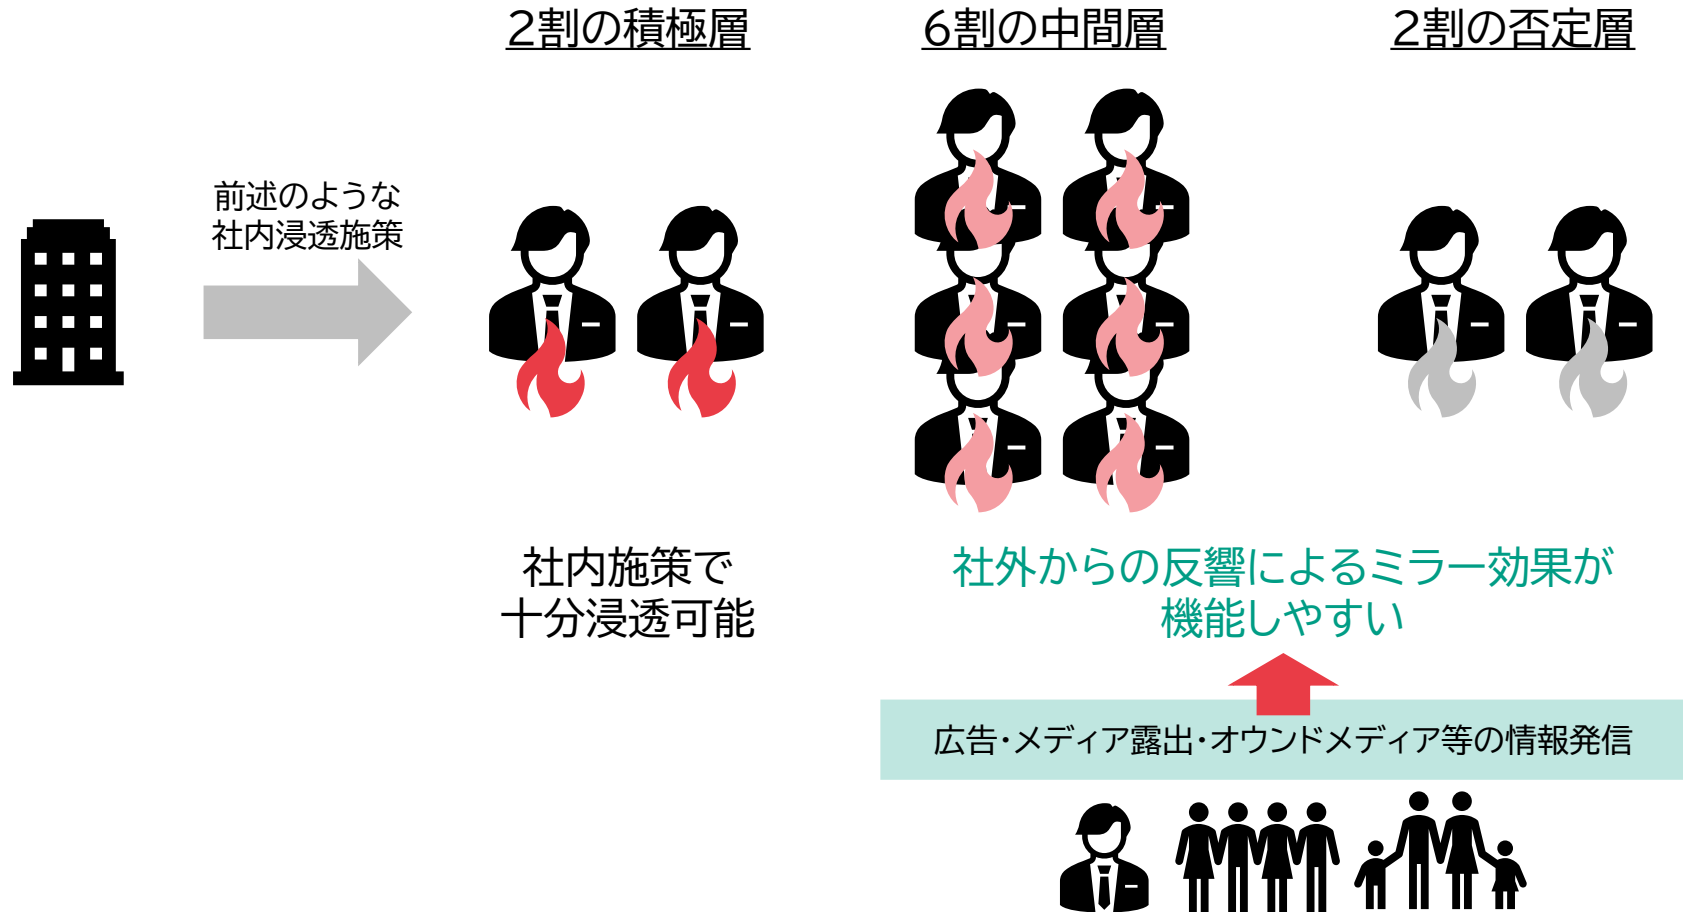 2割の積極層
6割の中間層
2割の否定層
前述のような
社内浸透施策
社内施策で
十分浸透可能
社外からの反響によるミラー効果が
機能しやすい
広告・メディア露出・オウンドメディア等の情報発信